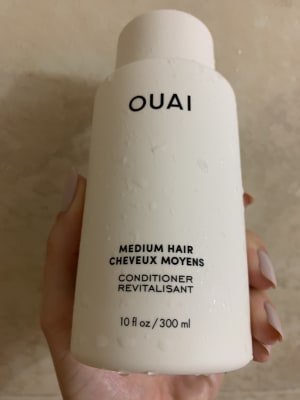 OUAI
MEDIUM HAIR
CHEVEUX MOYENS
CONDITIONER
REVITALISANT
10 fl oz / 300 ml